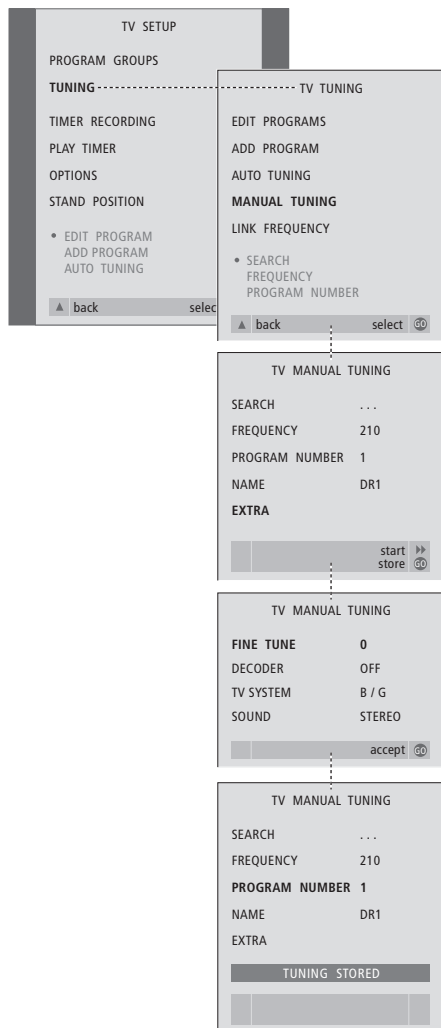 TV SETUP
PROGRAM GROUPS
TUNING
TIMER RECORDING
PLAY TIMER
OPTIONS
STAND POSITION
• EDIT PROGRAM
ADD PROGRAM
AUTO TUNING
▲ back selec
TV TUNING
EDIT PROGRAMS
ADD PROGRAM
AUTO TUNING
MANUAL TUNING
LINK FREQUENCY
• SEARCH
FREQUENCY
PROGRAM NUMBER
▲ back select GO
TV MANUAL TUNING
SEARCH . . .
FREQUENCY 210
PROGRAM NUMBER 1
NAME DR1
EXTRA
start
store GO
TV MANUAL TUNING
FINE TUNE 0
DECODER OFF
TV SYSTEM B / G
SOUND STEREO
accept GO
TV MANUAL TUNING
SEARCH . . .
FREQUENCY 210
PROGRAM NUMBER 1
NAME DR1
EXTRA
TUNING STORED